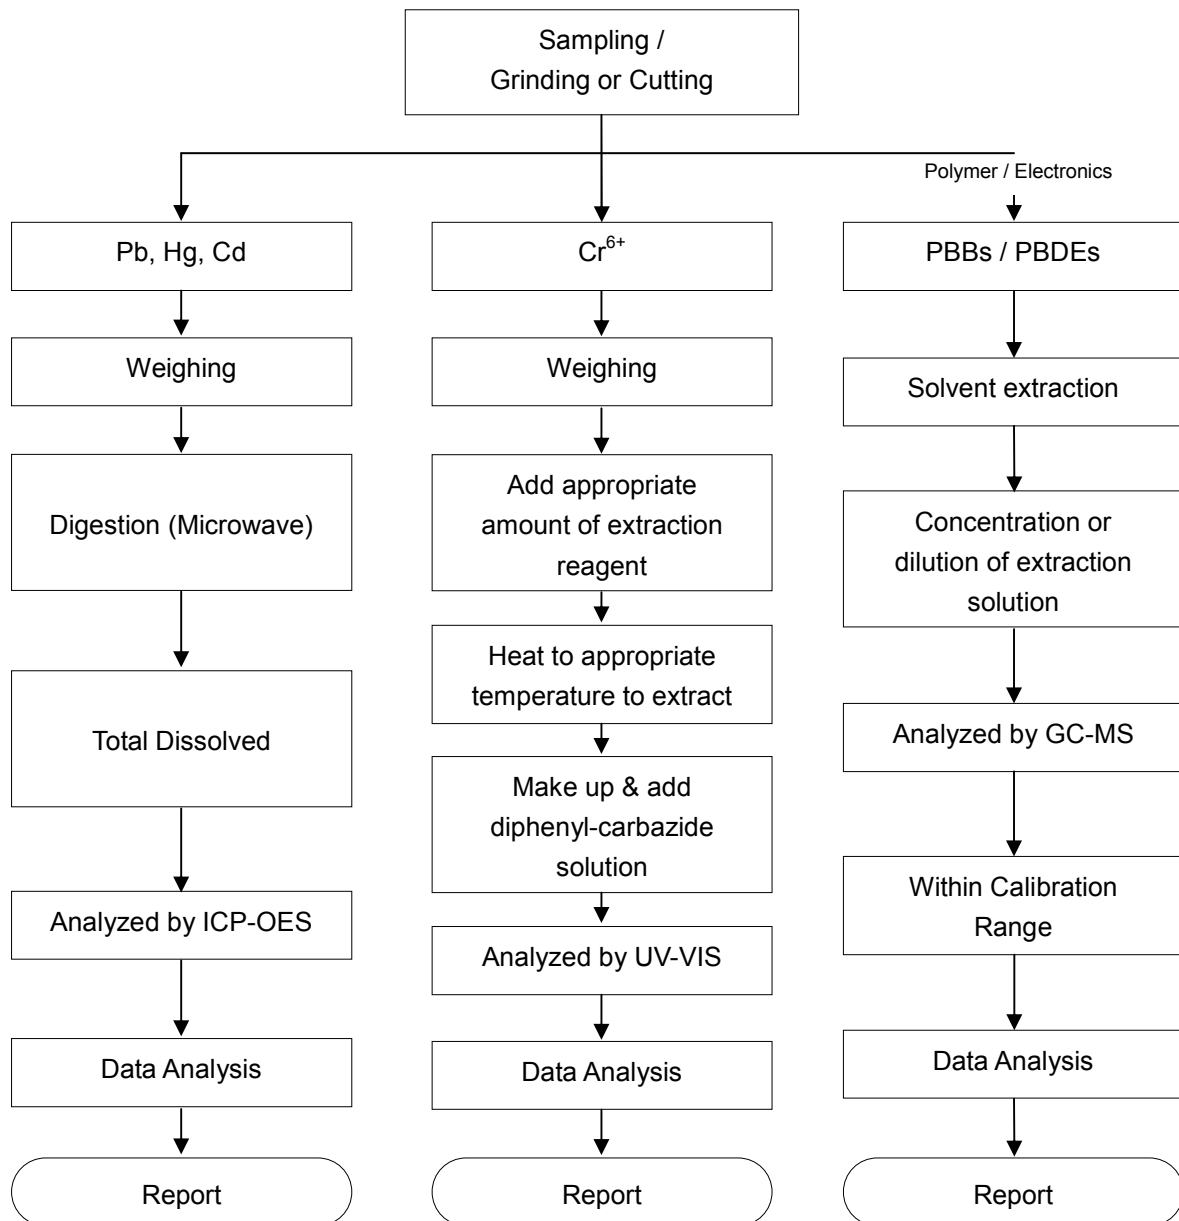 Sampling /
Grinding or Cutting
Polymer / Electronics
Pb, Hg, Cd
Weighing
Digestion (Microwave)
Total Dissolved
Analyzed by ICP-OES
Data Analysis
Report
Cr6+
Weighing
Add appropriate
amount of extraction
reagent
Heat to appropriate
temperature to extract
Make up & add
diphenyl-carbazide
solution
Analyzed by UV-VIS
Data Analysis
Report
PBBs / PBDEs
Solvent extraction
Concentration or
dilution of extraction
solution
Analyzed by GC-MS
Within Calibration
Range
Data Analysis
Report